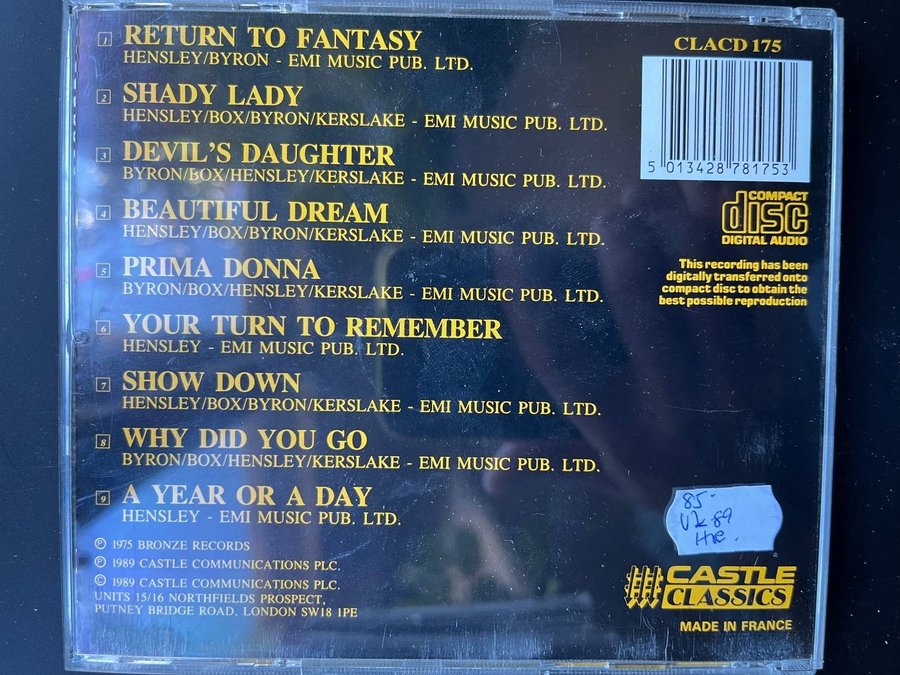 1 RETURN TO FANTASY
HENSLEY/BYRON - EMI MUSIC PUB. LTD.
2 SHADY LADY
HENSLEY/BOX/BYRON/KERSLAKE - EMI MUSIC PUB. LTD.
3 DEVIL'S DAUGHTER
BYRON/BOX/HENSLEY/KERSLAKE - EMI MUSIC PUB. LTD.
4 BEAUTIFUL DREAM
HENSLEY/BOX/BYRON/KERSLAKE - EMI MUSIC PUB. LTD.
5 PRIMA DONNA
BYRON/BOX/HENSLEY/KERSLAKE - EMI MUSIC PUB. LTD.
6 YOUR TURN TO REMEMBER
HENSLEY - EMI MUSIC PUB. LTD.
7 SHOW DOWN
HENSLEY/BOX/BYRON/KERSLAKE - EMI MUSIC PUB. LTD.
8 WHY DID YOU GO
BYRON/BOX/HENSLEY/KERSLAKE - EMI MUSIC PUB. LTD.
9 A YEAR OR A DAY
HENSLEY - EMI MUSIC PUB. LTD.
℗ 1975 BRONZE RECORDS
℗ 1989 CASTLE COMMUNICATIONS PLC.
© 1989 CASTLE COMMUNICATIONS PLC.
UNITS 15/16 NORTHFIELDS PROSPECT,
PUTNEY BRIDGE ROAD, LONDON SW18 1PE
CLACD 175
5 013428 781753
COMPACT
disc
DIGITAL AUDIO
This recording has been
digitally transferred onto
compact disc to obtain the
best possible reproduction
85-
89
CASTLE
CLASSICS
MADE IN FRANCE